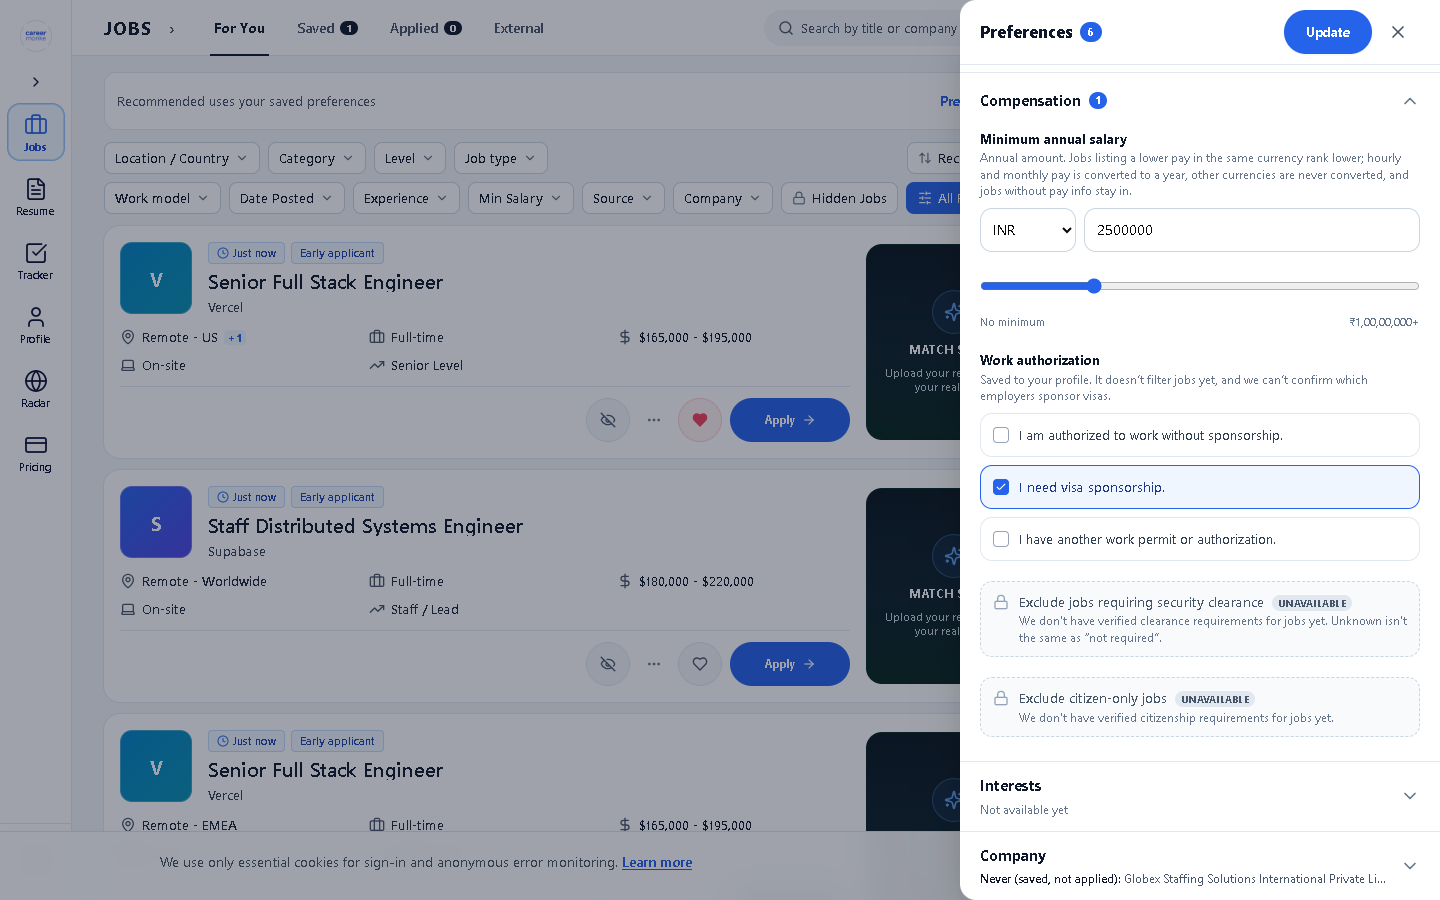 career
JOBS
For You
Saved 1
Applied 0
External
Search by title or company
Jobs
Resume
Tracker
Profile
Radar
Pricing
Recommended uses your saved preferences
Location / Country
Category
Level
Job type
Work model
Date Posted
Experience
Min Salary
Source
Company
Hidden Jobs
V
Just now
Early applicant
Senior Full Stack Engineer
Vercel
Remote - US +1
Full-time
$165,000 - $195,000
On-site
Senior Level
Apply
S
Just now
Early applicant
Staff Distributed Systems Engineer
Supabase
Remote - Worldwide
Full-time
$180,000 - $220,000
On-site
Staff / Lead
Apply
V
Just now
Early applicant
Senior Full Stack Engineer
Vercel
Remote - EMEA
Full-time
$165,000 - $195,000
MATCH
Upload your
your real
MATCH
Upload your
your real
We use only essential cookies for sign-in and anonymous error monitoring. Learn more
Preferences 6
Update
Compensation 1
Minimum annual salary
Annual amount. Jobs listing a lower pay in the same currency rank lower; hourly
and monthly pay is converted to a year, other currencies are never converted, and
jobs without pay info stay in.
INR
2500000
No minimum
₹1,00,00,000+
Work authorization
Saved to your profile. It doesn't filter jobs yet, and we can't confirm which
employers sponsor visas.
I am authorized to work without sponsorship.
I need visa sponsorship.
I have another work permit or authorization.
Exclude jobs requiring security clearance UNAVAILABLE
We don't have verified clearance requirements for jobs yet. Unknown isn't
the same as "not required".
Exclude citizen-only jobs UNAVAILABLE
We don't have verified citizenship requirements for jobs yet.
Interests
Not available yet
Company
Never (saved, not applied): Globex Staffing Solutions International Private Li...